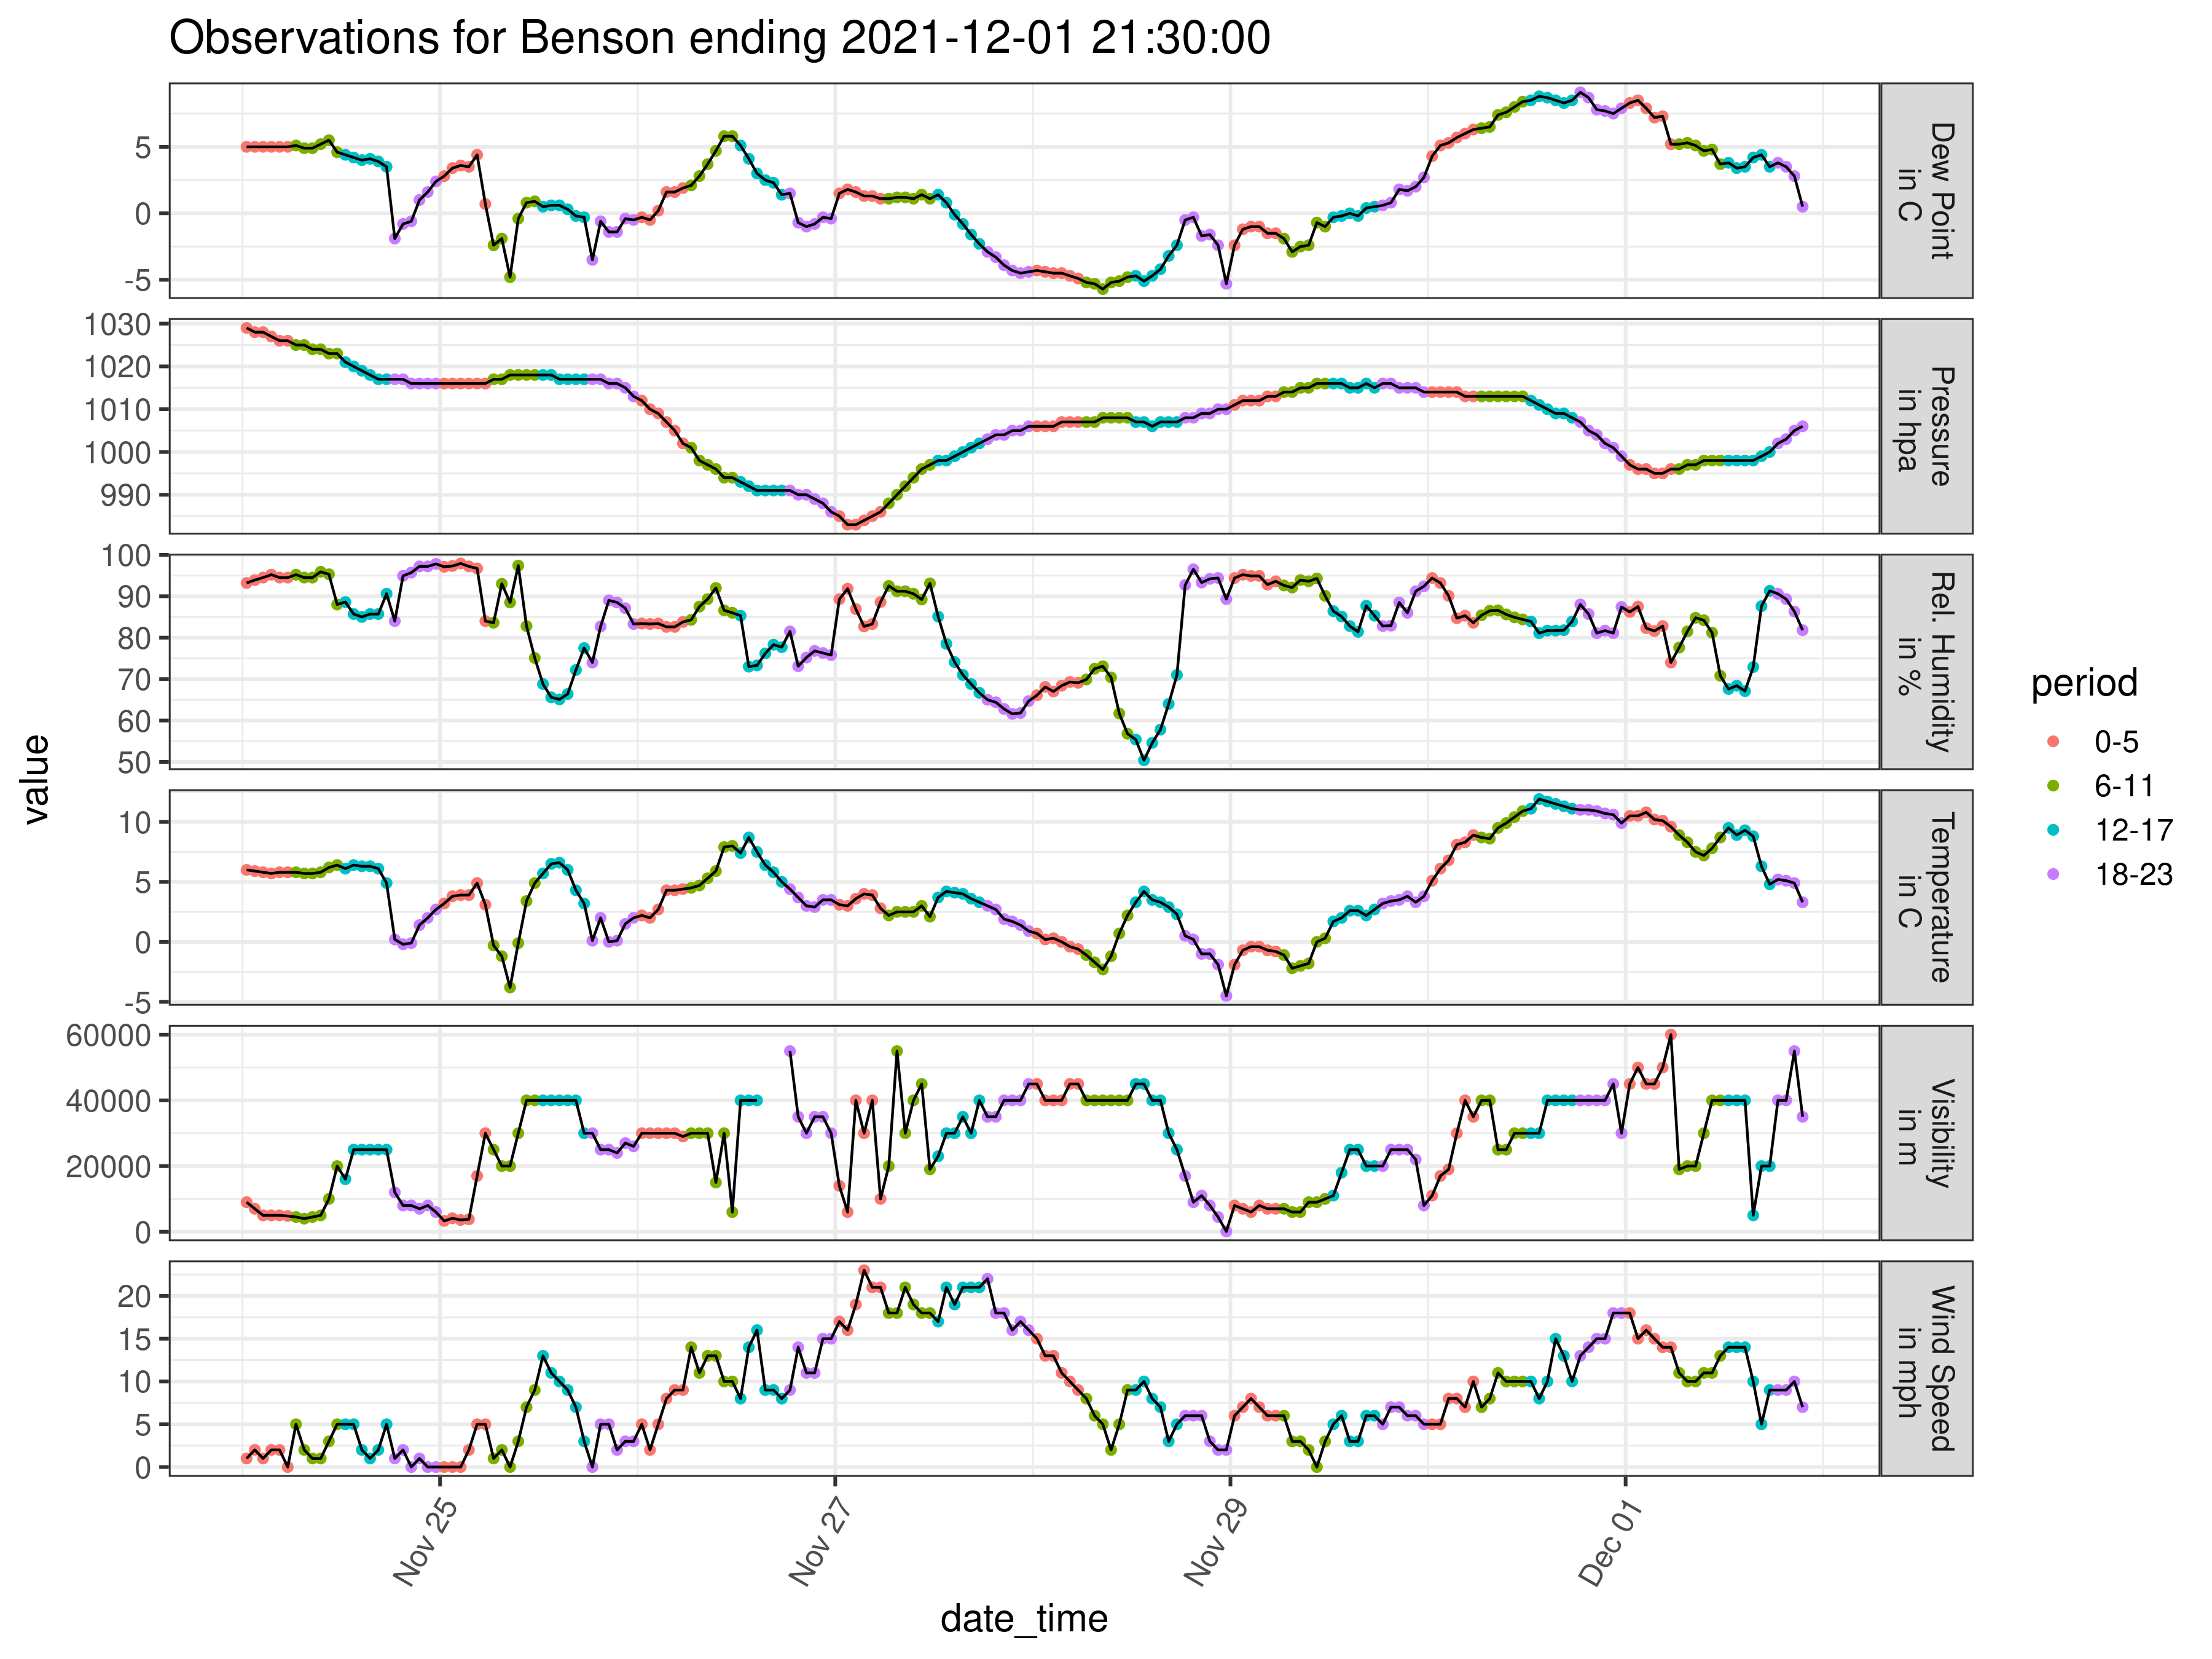 Observations for Benson ending 2021-12-01 21:30:00
value
5
0
-5
Dew Point
in C
1030
1020
1010
1000
990
Pressure
in hpa
100
90
80
70
60
50
Rel. Humidity
in %
10
5
0
-5
Temperature
in C
60000
40000
20000
0
Visibility
in m
20
15
10
5
0
Wind Speed
in mph
Nov 25
Nov 27
Nov 29
Dec 01
date_time
period
0-5
6-11
12-17
18-23